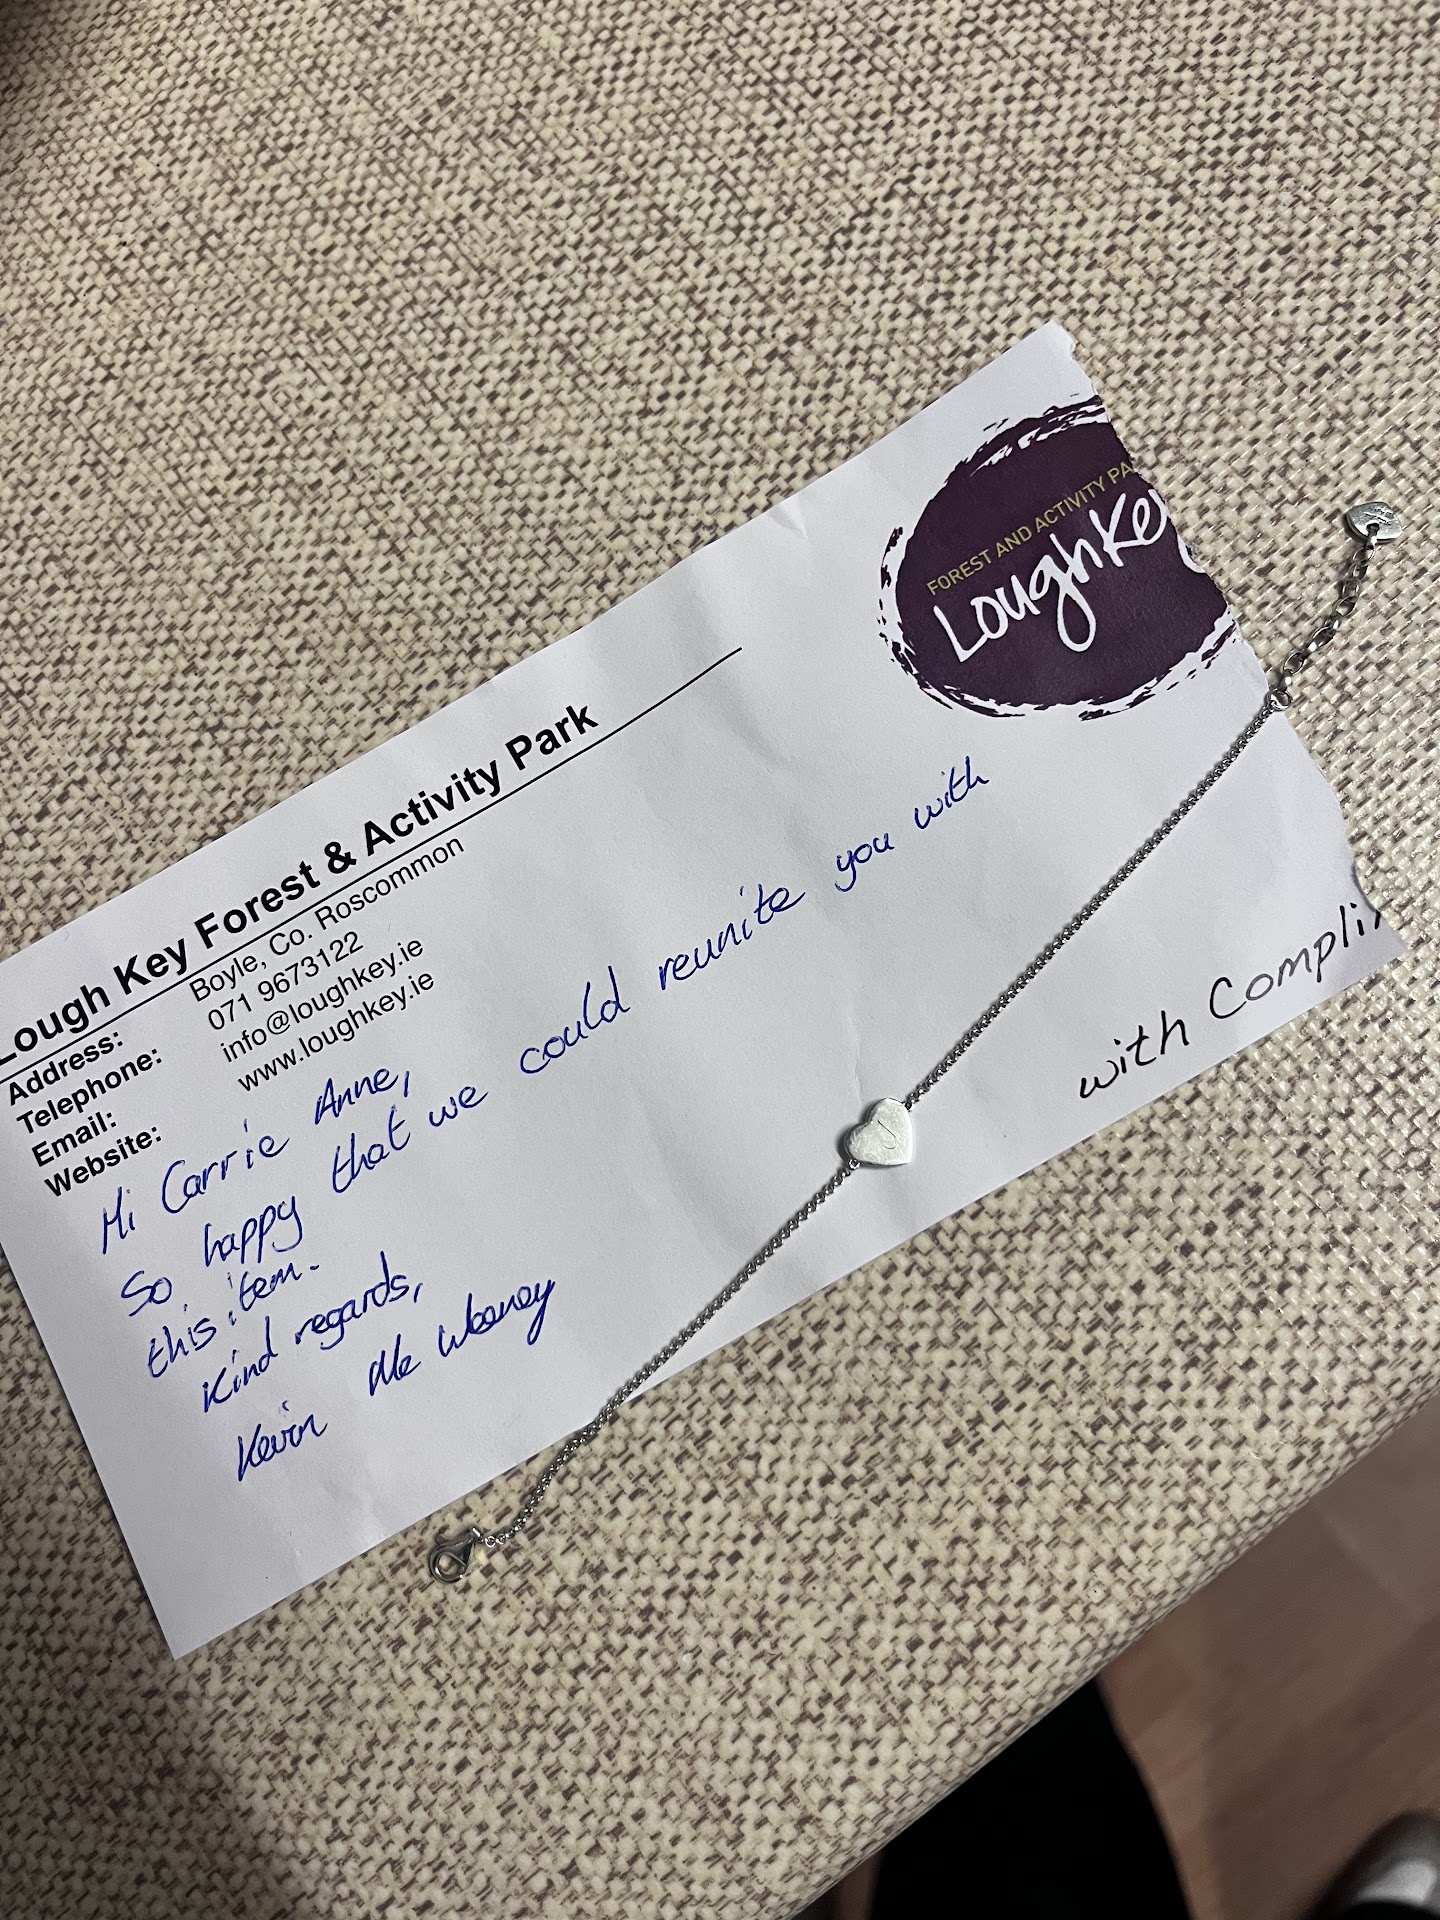 FOREST AND ACTIVITY PA
LoughKey
Lough Key Forest & Activity Park
Address: Boyle, Co. Roscommon
Telephone: 071 9673122
Email: info@loughkey.ie
Website: www.loughkey.ie
Hi Carrie Anne,
So happy that we could reunite you with
this item.
Kind regards,
Kevin
with Compli
J